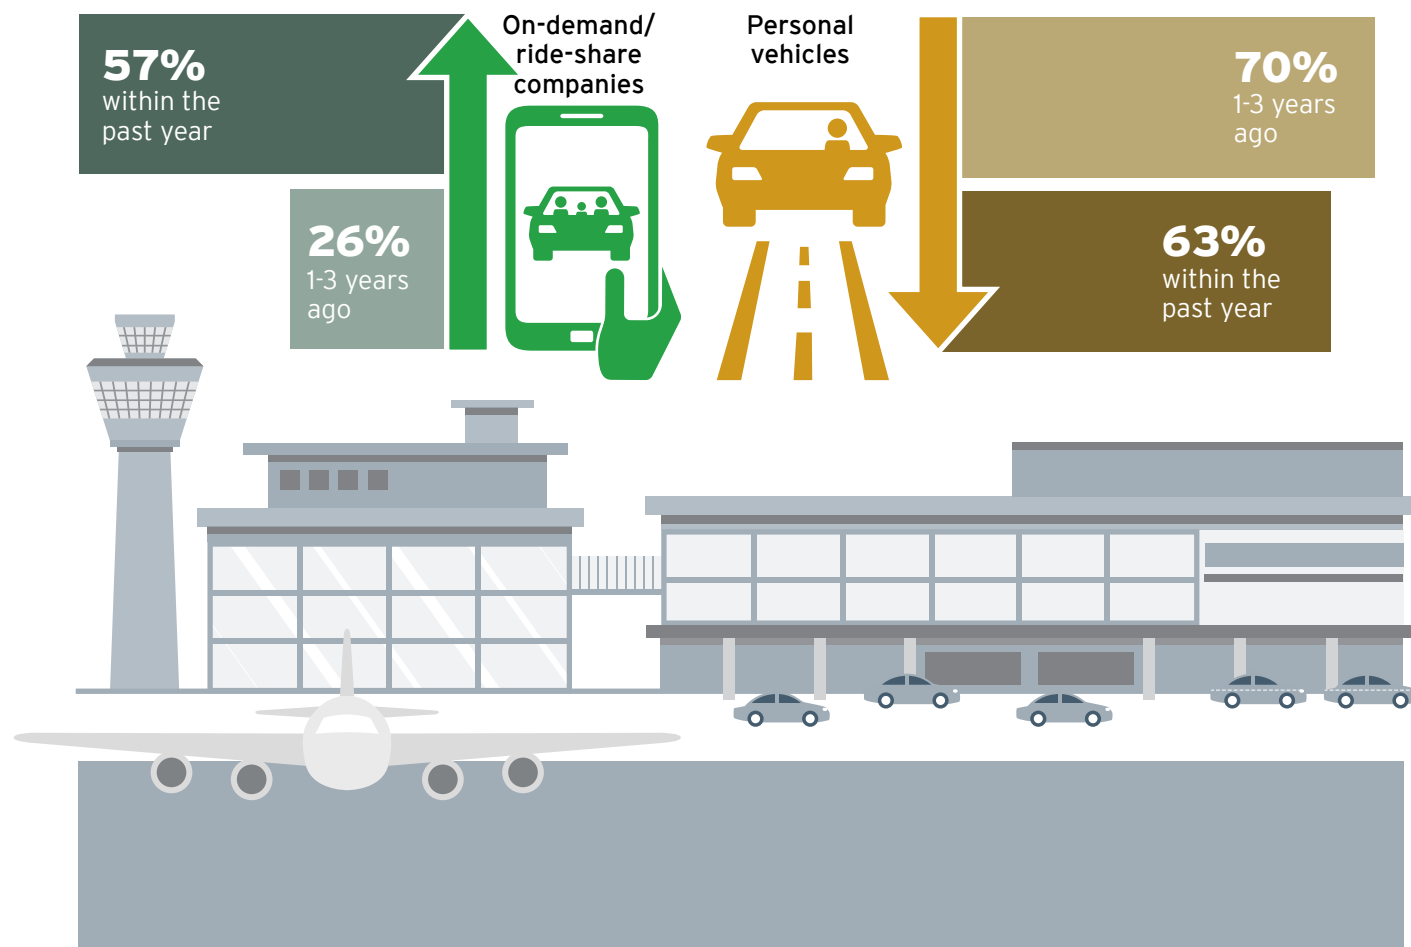 57%
within the
past year
26%
1-3 years
ago
On-demand/
ride-share
companies
Personal
vehicles
70%
1-3 years
ago
63%
within the
past year